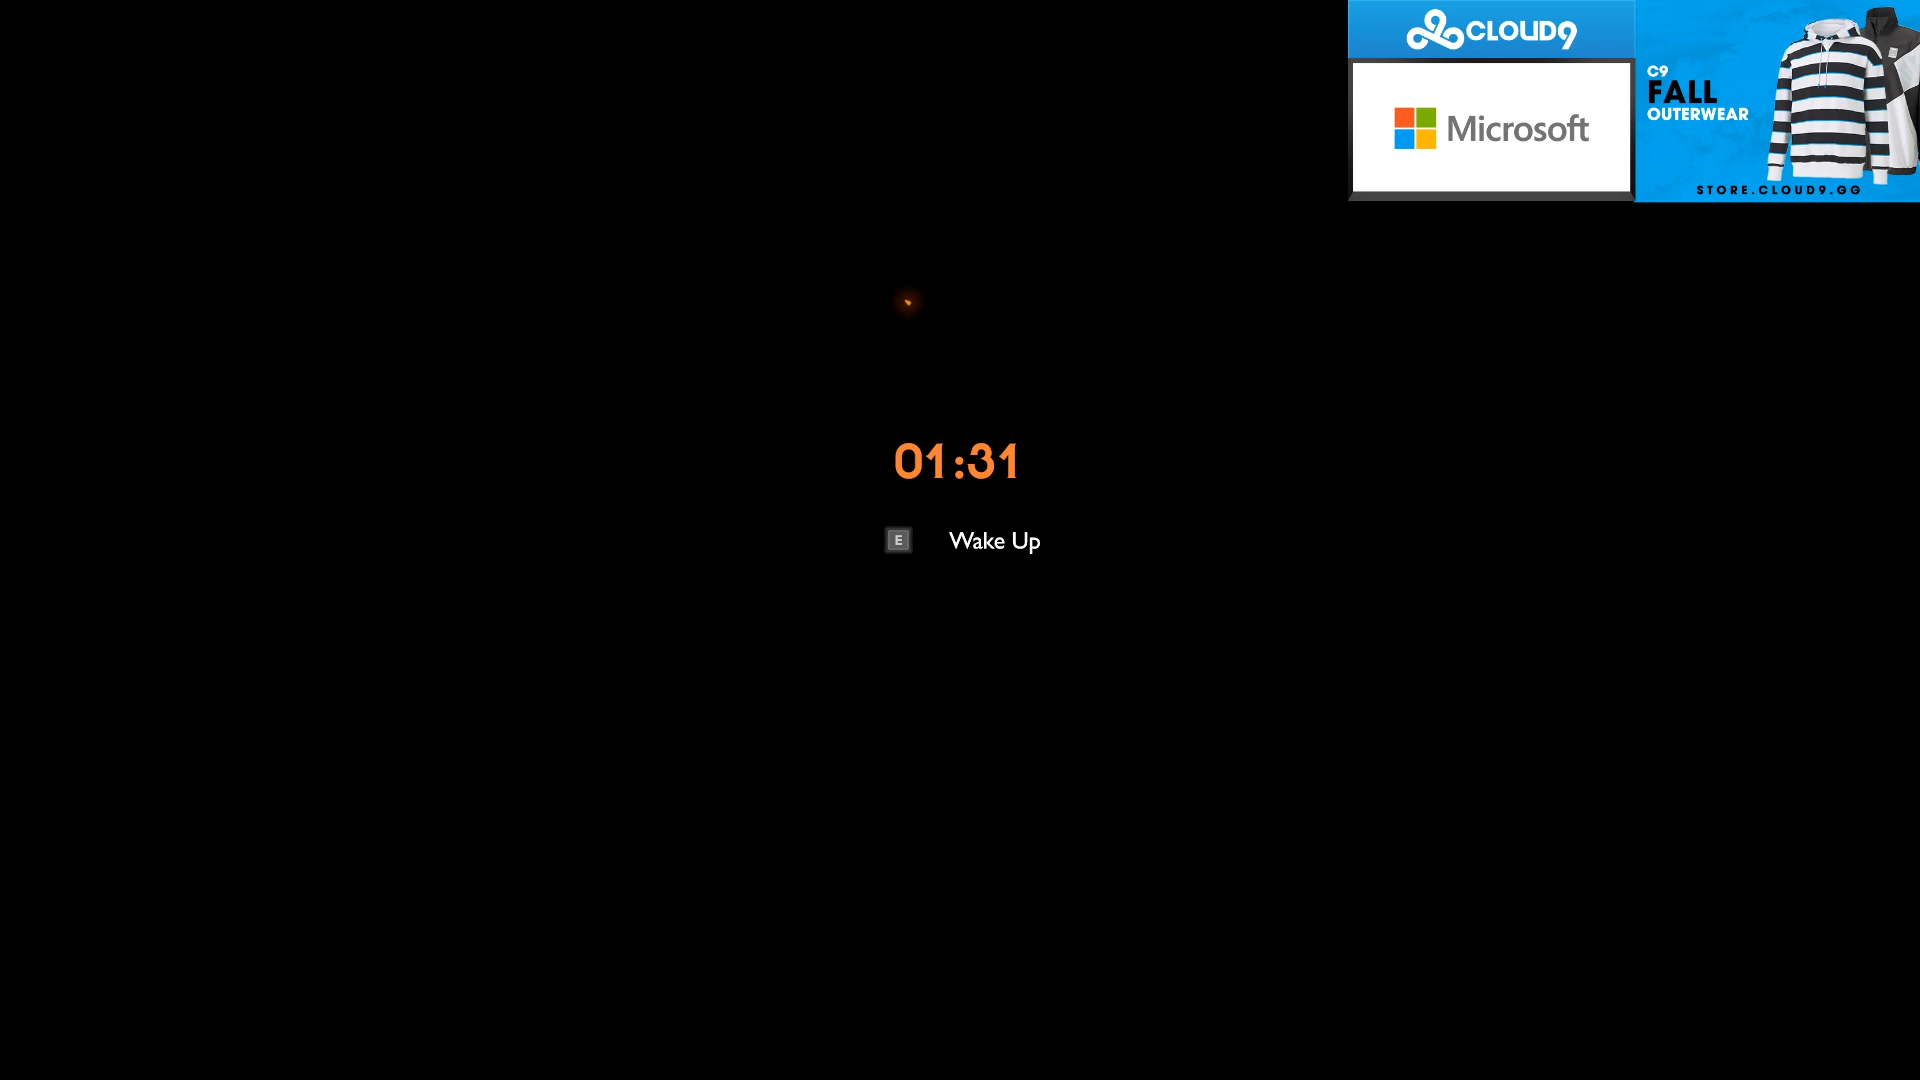 CLOUD9
Microsoft
C9
FALL
OUTERWEAR
STORE.CLOUD9.GG
01:31
E Wake Up